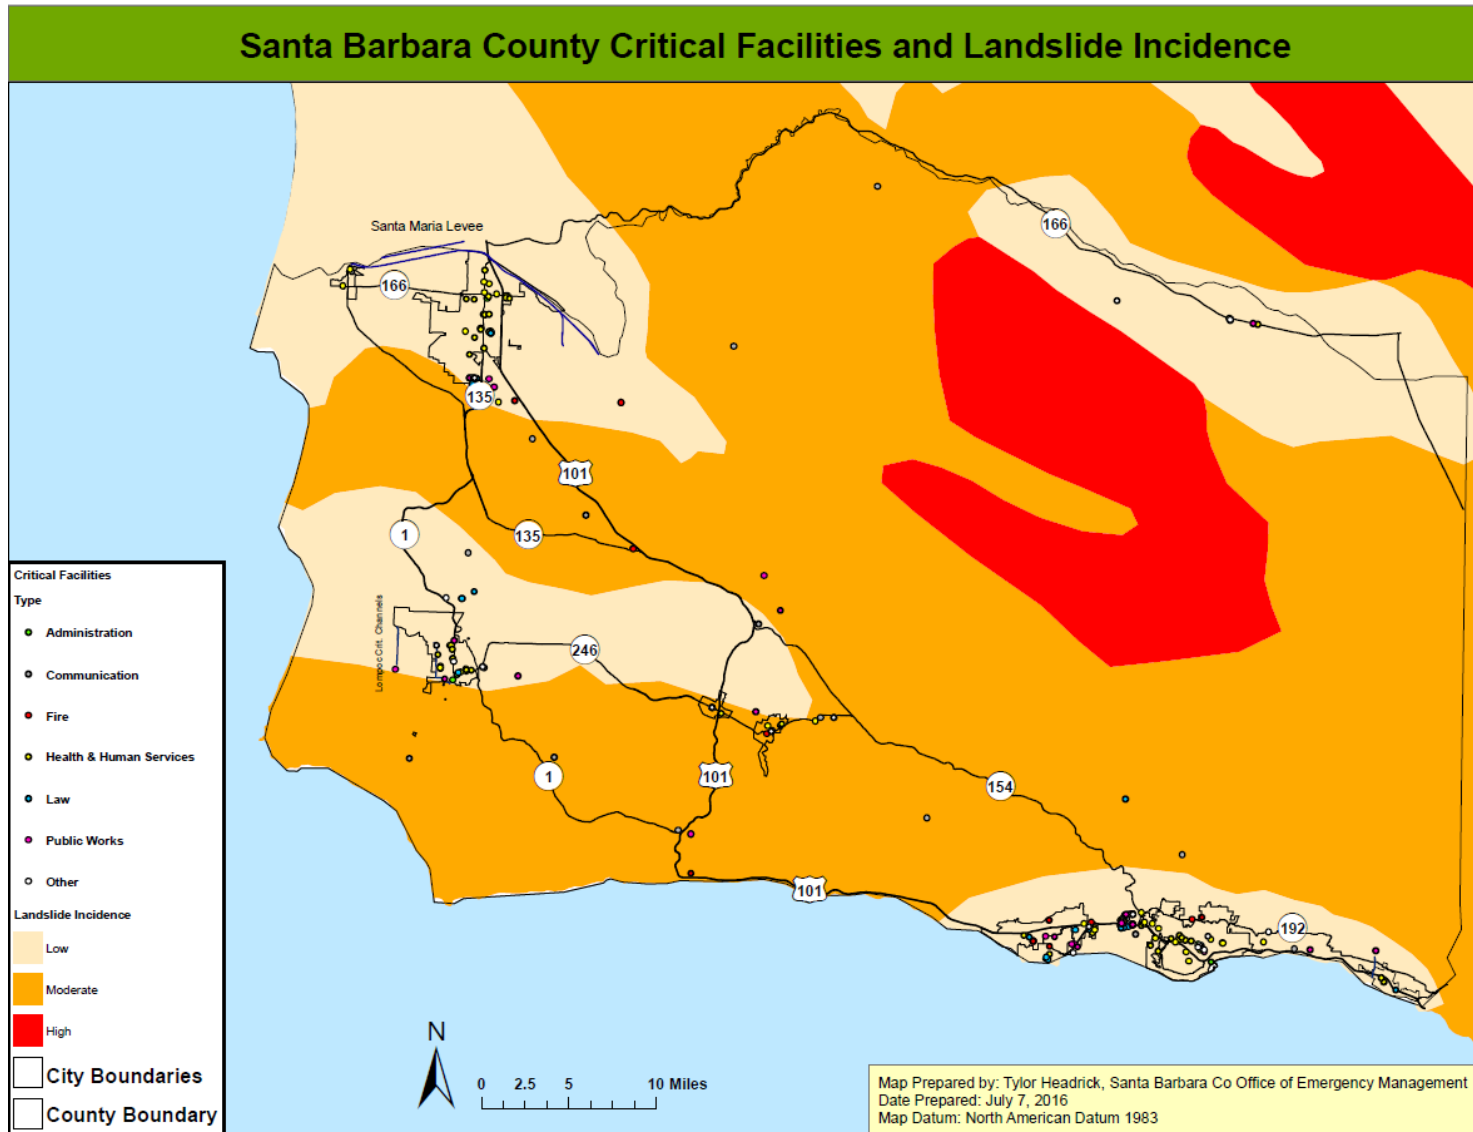 Santa Barbara County Critical Facilities and Landslide Incidence
Santa Maria Levee
166
166
135
101
1
135
Lompoc Crit. Channels
246
1
101
154
101
192
Critical Facilities
Type
Administration
Communication
Fire
Health & Human Services
Law
Public Works
Other
Landslide Incidence
Low
Moderate
High
City Boundaries
County Boundary
N
0 2.5 5 10 Miles
Map Prepared by: Tylor Headrick, Santa Barbara Co Office of Emergency Management
Date Prepared: July 7, 2016
Map Datum: North American Datum 1983